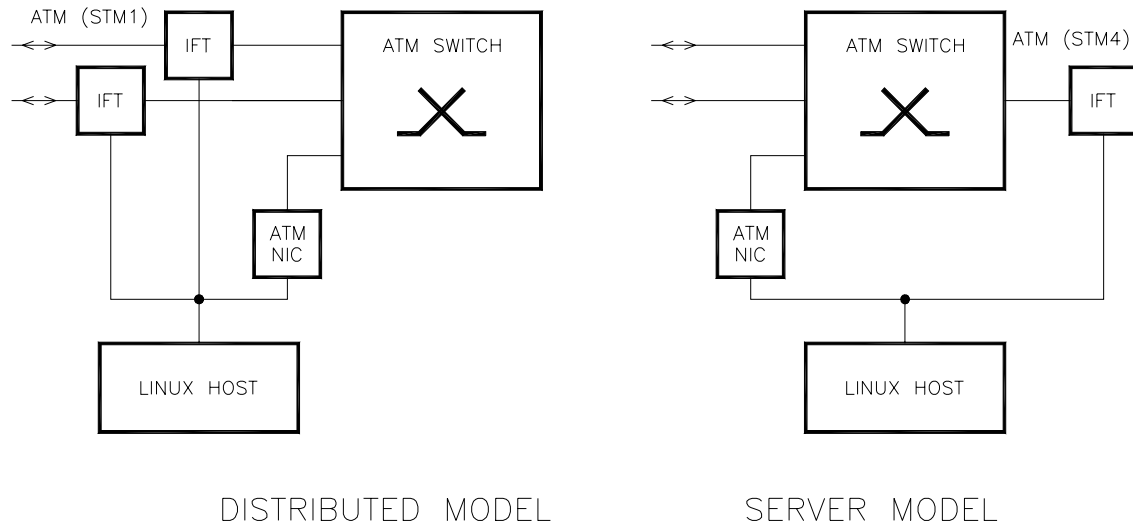 ATM (STM1)
IFT
ATM SWITCH
IFT
ATM
NIC
LINUX HOST
DISTRIBUTED MODEL
ATM SWITCH
ATM (STM4)
IFT
ATM
NIC
LINUX HOST
SERVER MODEL